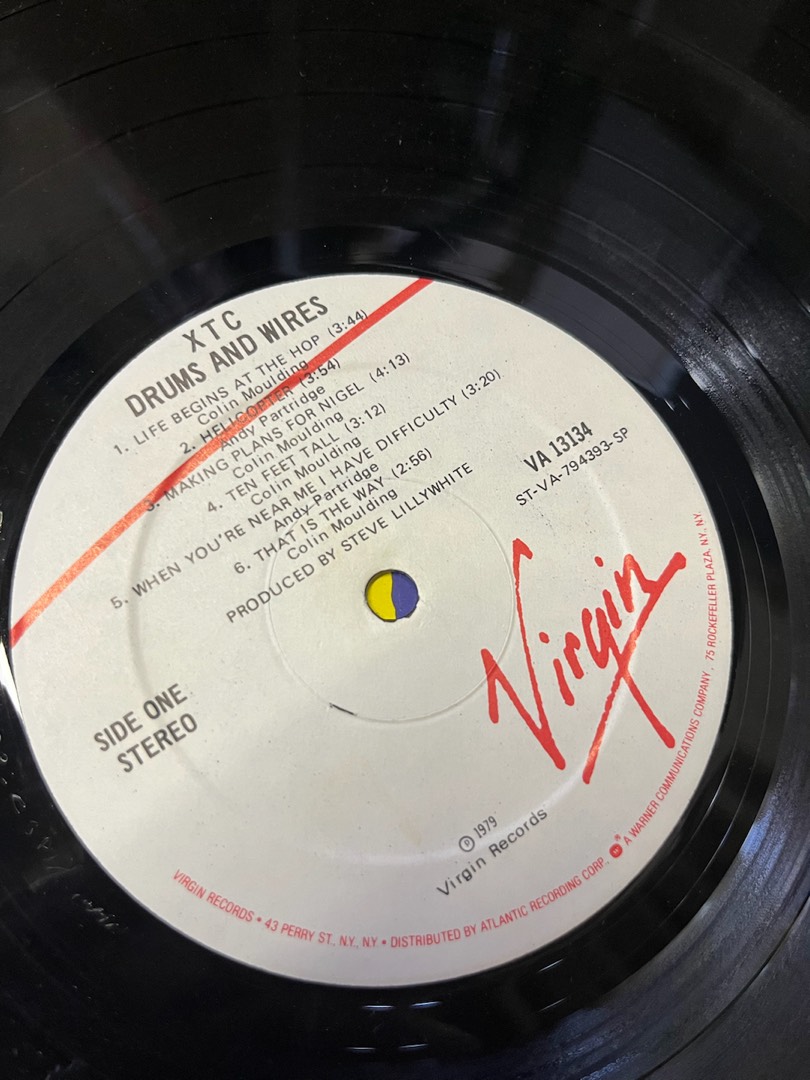 XTC
DRUMS AND WIRES
1. LIFE BEGINS AT THE HOP (3:44)
Colin Moulding
2. HELICOPTER (3:54)
Andy Partridge
3. MAKING PLANS FOR NIGEL (4:13)
Colin Moulding
4. TEN FEET TALL (3:12)
Colin Moulding
5. WHEN YOU'RE NEAR ME I HAVE DIFFICULTY (3:20)
Andy Partridge
6. THAT IS THE WAY (2:56)
Colin Moulding
PRODUCED BY STEVE LILLYWHITE
VA 13134
ST-VA-794393-SP
Virgin
SIDE ONE
STEREO
℗ 1979
Virgin Records
VIRGIN RECORDS • 43 PERRY ST., N.Y., N.Y. • DISTRIBUTED BY ATLANTIC RECORDING CORP., A WARNER COMMUNICATIONS COMPANY, 75 ROCKEFELLER PLAZA, N.Y., N.Y.